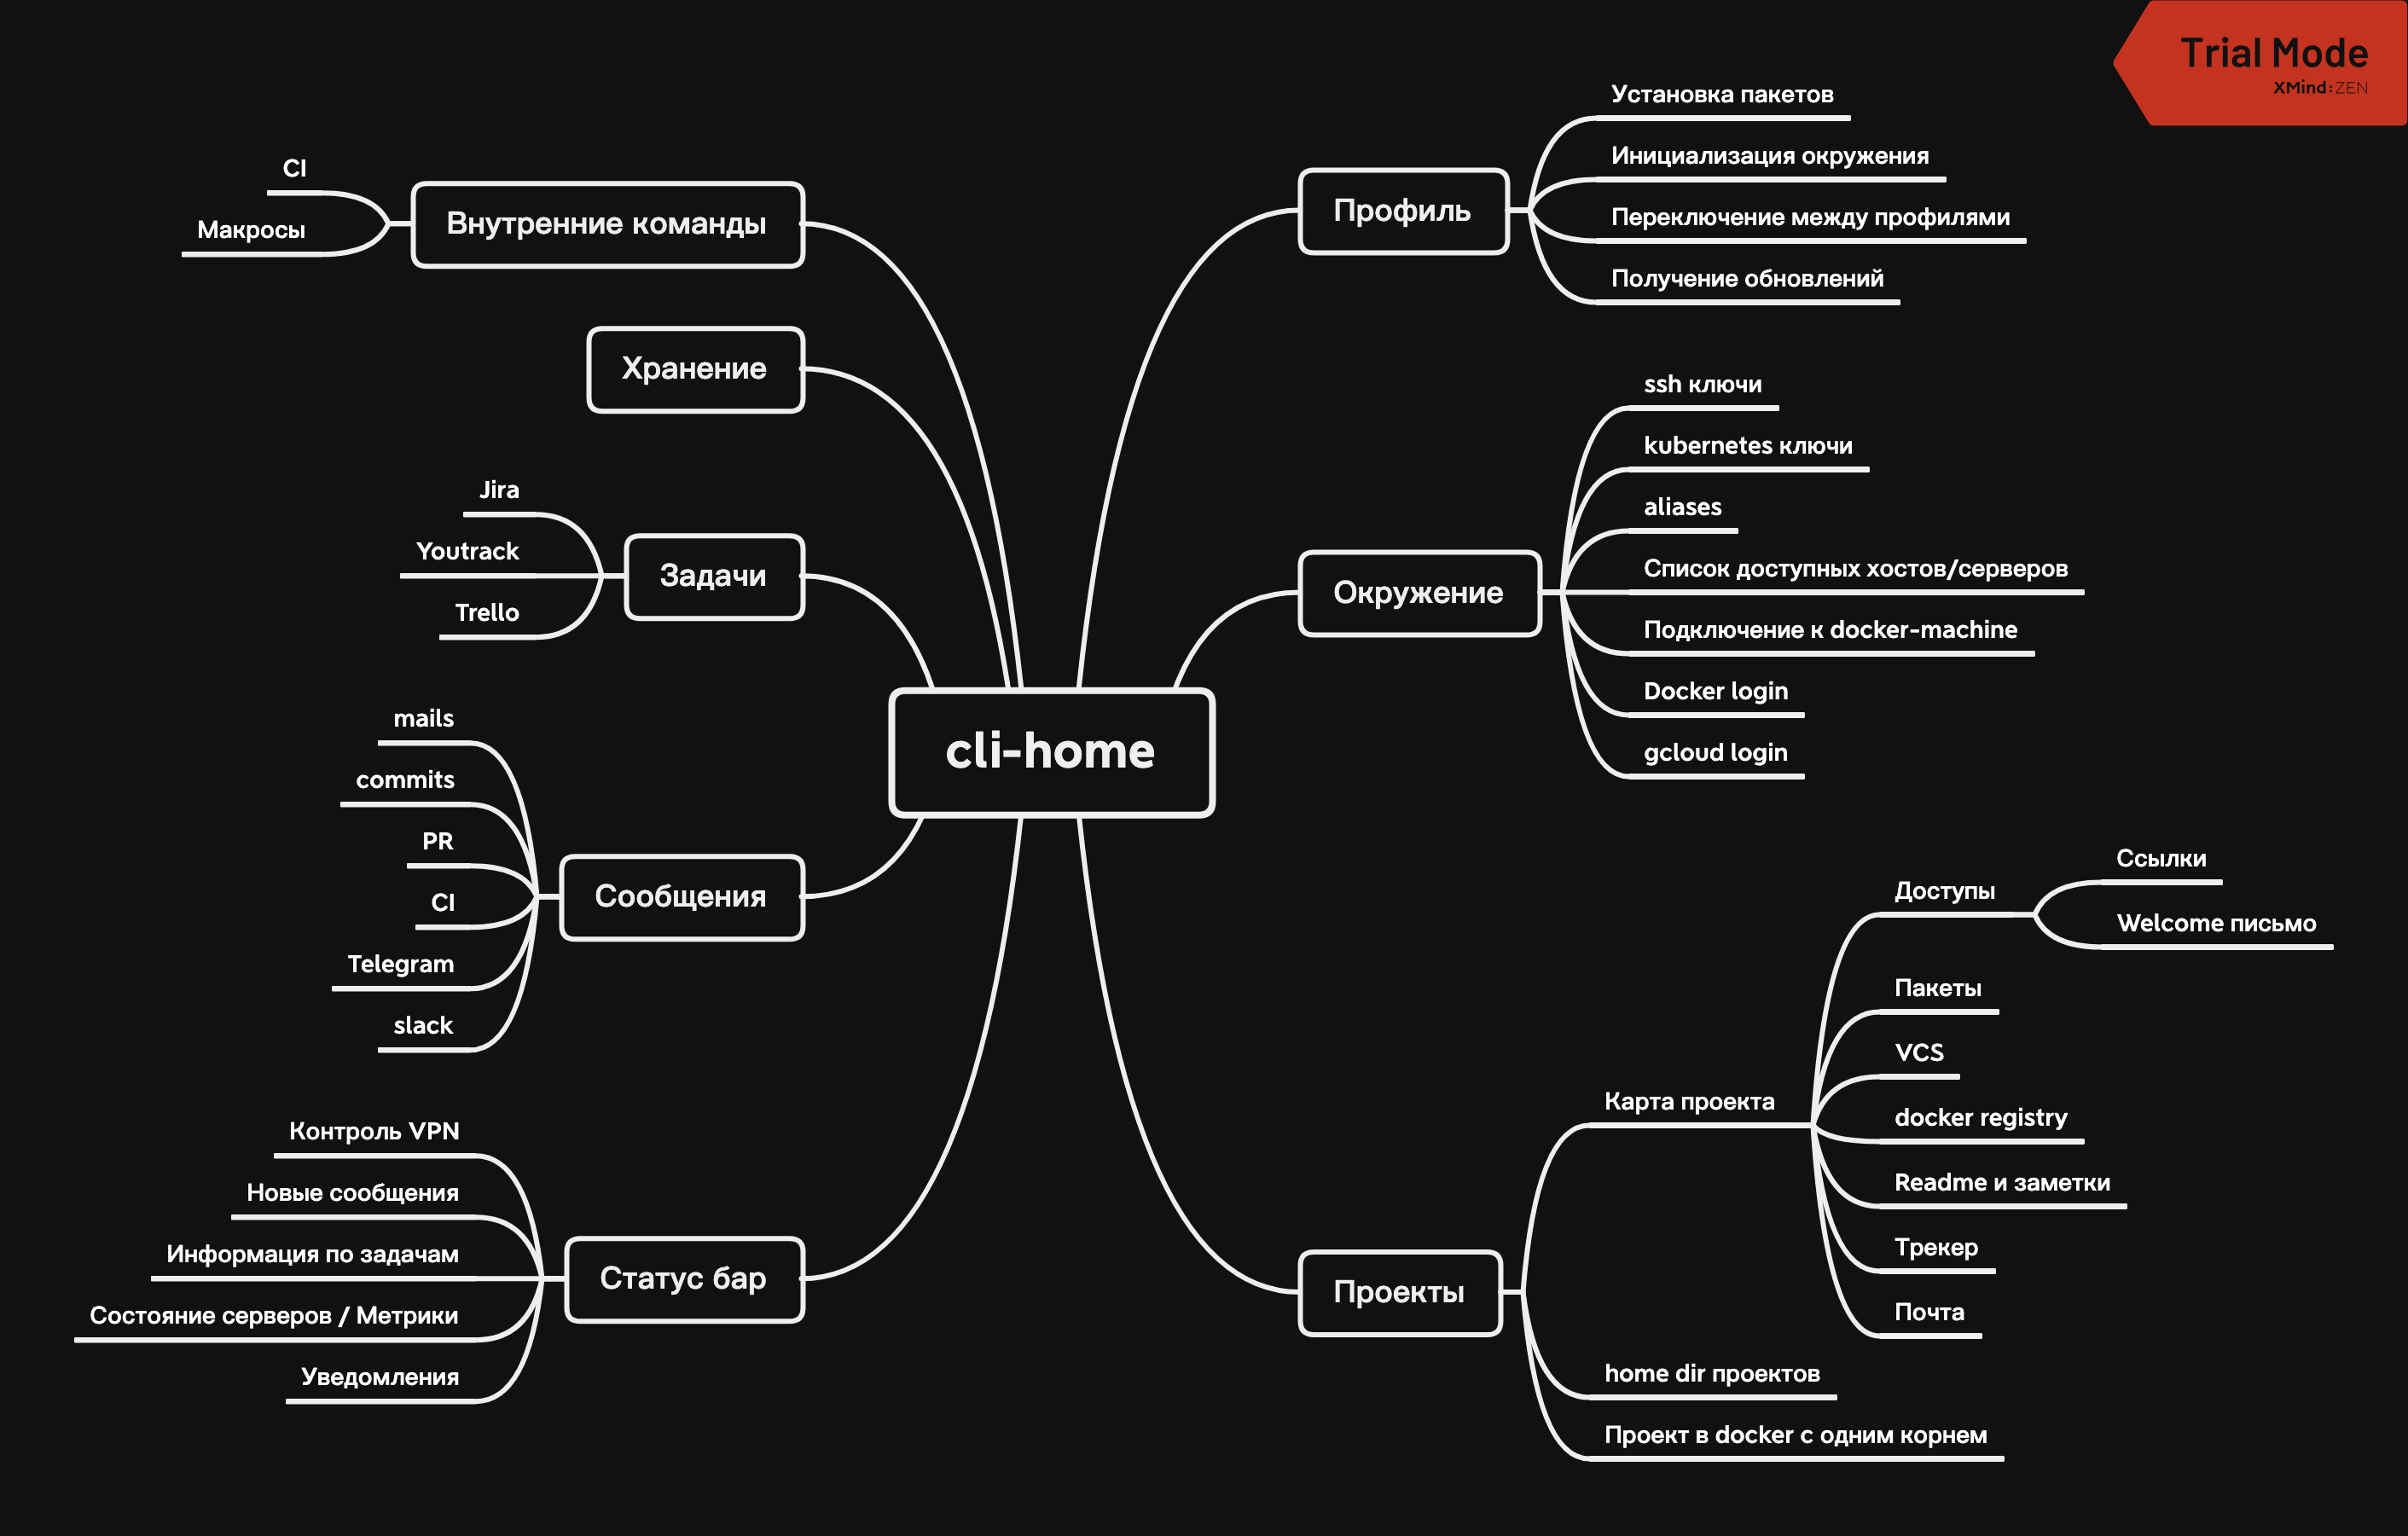 Trial Mode
XMind:ZEN
cli-home
Профиль
Установка пакетов
Инициализация окружения
Переключение между профилями
Получение обновлений
Окружение
ssh ключи
kubernetes ключи
aliases
Список доступных хостов/серверов
Подключение к docker-machine
Docker login
gcloud login
Проекты
Карта проекта
Доступы
Ссылки
Welcome письмо
Пакеты
VCS
docker registry
Readme и заметки
Трекер
Почта
home dir проектов
Проект в docker с одним корнем
Внутренние команды
CI
Макросы
Хранение
Задачи
Jira
Youtrack
Trello
Сообщения
mails
commits
PR
CI
Telegram
slack
Статус бар
Контроль VPN
Новые сообщения
Информация по задачам
Состояние серверов / Метрики
Уведомления